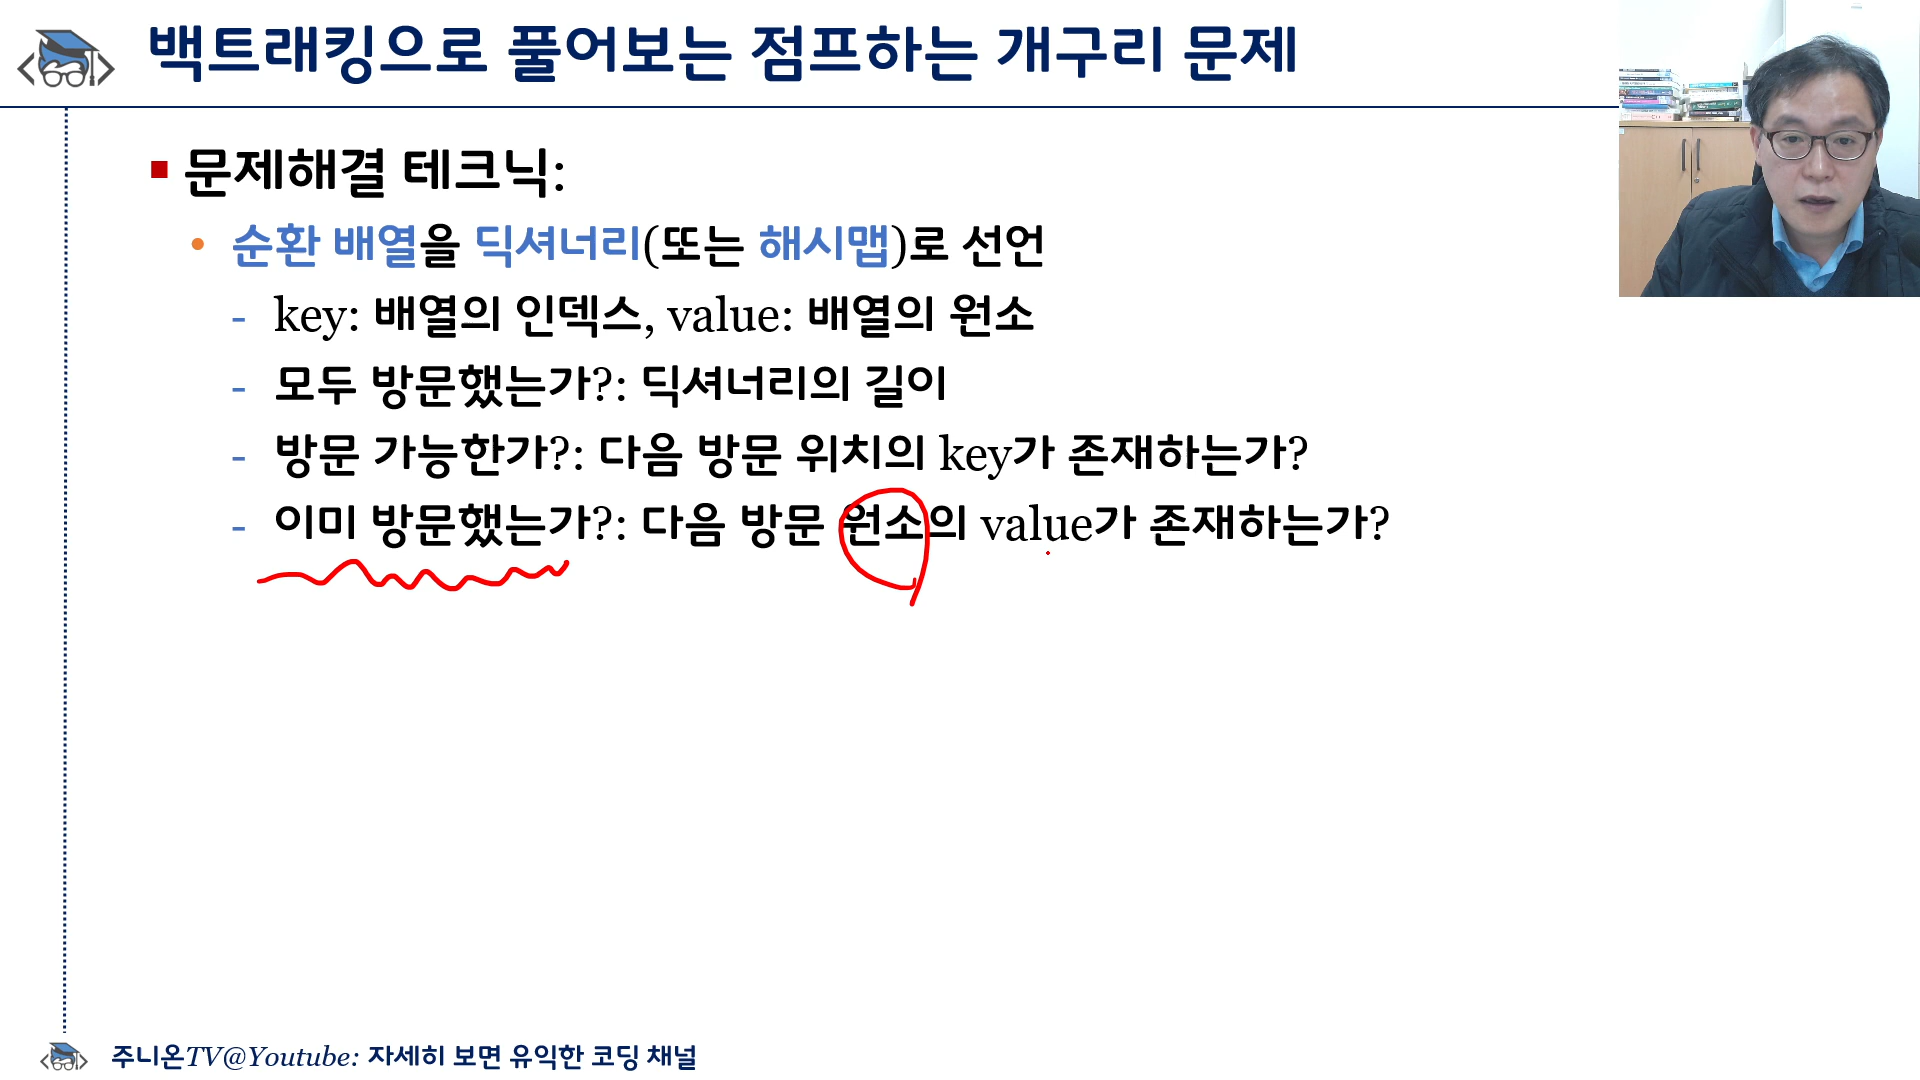 백트래킹으로 풀어보는 점프하는 개구리 문제
문제해결 테크닉:
순환 배열을 딕셔너리(또는 해시맵)로 선언
- key: 배열의 인덱스, value: 배열의 원소
- 모두 방문했는가?: 딕셔너리의 길이
- 방문 가능한가?: 다음 방문 위치의 key가 존재하는가?
- 이미 방문했는가?: 다음 방문 원소의 value가 존재하는가?
주니온TV@Youtube: 자세히 보면 유익한 코딩 채널